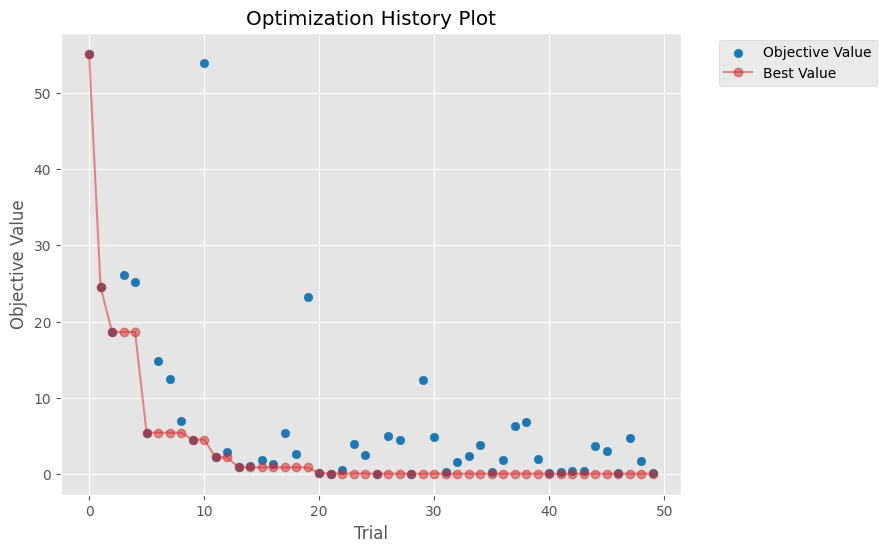 Optimization History Plot
Objective Value
Best Value
Objective Value
50
40
30
20
10
0
0 10 20 30 40 50
Trial